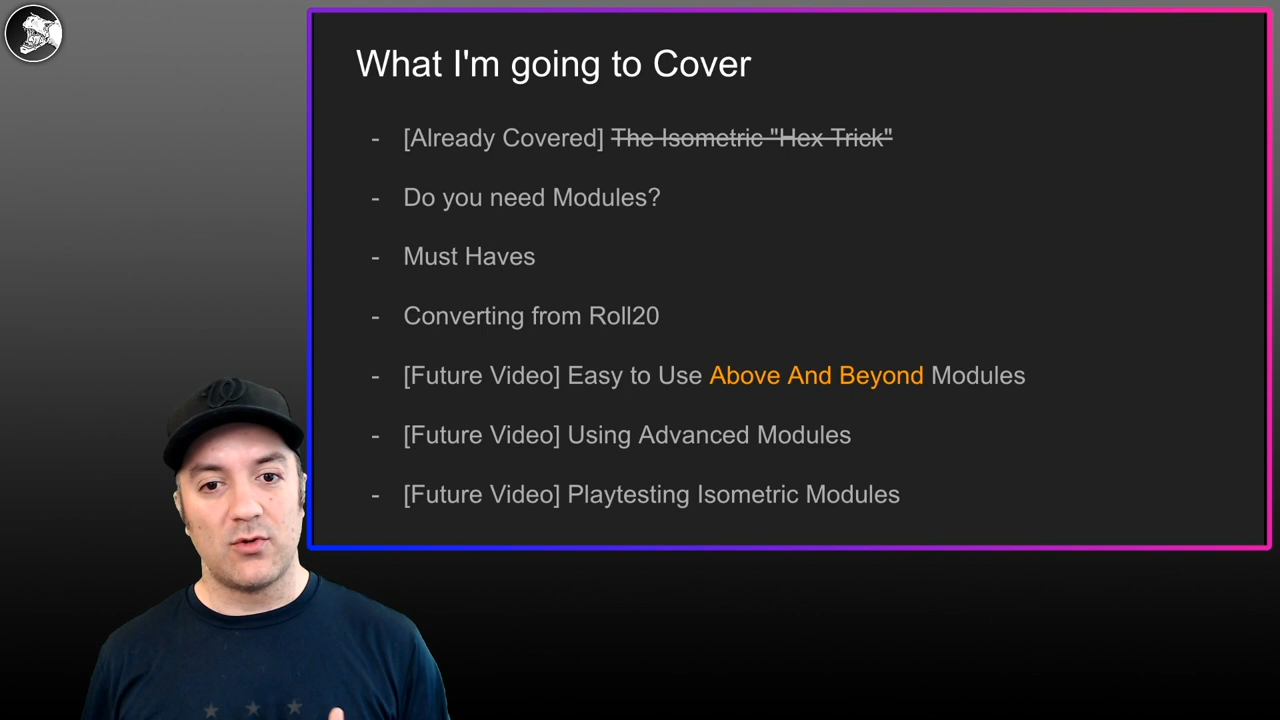 What I'm going to Cover
- [Already Covered] The Isometric "Hex Trick"
- Do you need Modules?
- Must Haves
- Converting from Roll20
- [Future Video] Easy to Use Above And Beyond Modules
- [Future Video] Using Advanced Modules
- [Future Video] Playtesting Isometric Modules